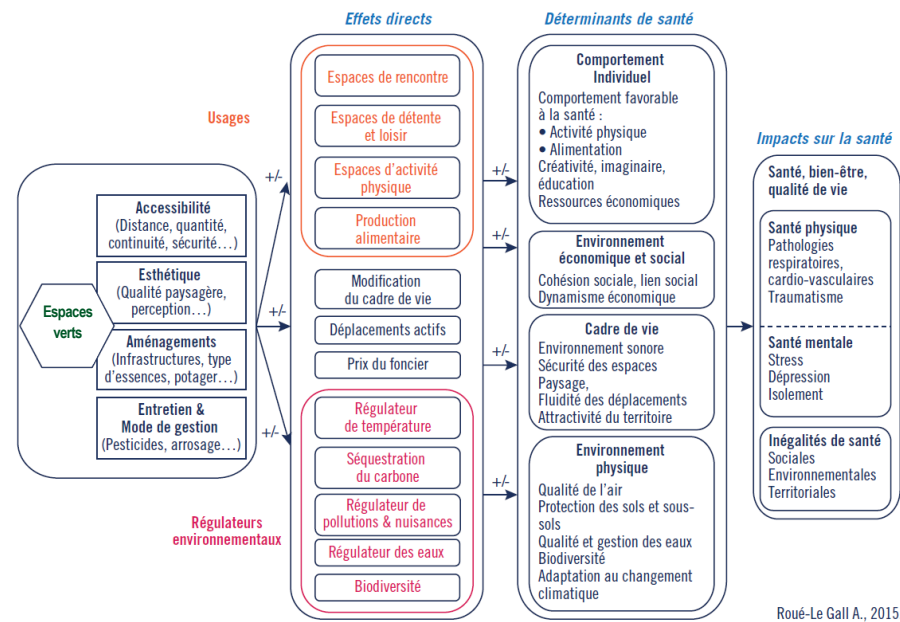 Effets directs
Déterminants de santé
Impacts sur la santé
Usages
+/-
+/-
+/-
Espaces
verts
Accessibilité
(Distance, quantité,
continuité, sécurité…)
Esthétique
(Qualité paysagère,
perception…)
Aménagements
(Infrastructures, type
d'essences, potager…)
Entretien &
Mode de gestion
(Pesticides, arrosage…)
Régulateurs
environnementaux
Espaces de rencontre
Espaces de détente
et loisir
Espaces d'activité
physique
Production
alimentaire
Modification
du cadre de vie
Déplacements actifs
Prix du foncier
Régulateur
de température
Séquestration
du carbone
Régulateur de
pollutions & nuisances
Régulateur des eaux
Biodiversité
+/-
+/-
+/-
+/-
Comportement
Individuel
Comportement favorable
à la santé :
• Activité physique
• Alimentation
Créativité, imaginaire,
éducation
Ressources économiques
Environnement
économique et social
Cohésion sociale, lien social
Dynamisme économique
Cadre de vie
Environnement sonore
Sécurité des espaces
Paysage,
Fluidité des déplacements
Attractivité du territoire
Environnement
physique
Qualité de l'air
Protection des sols et sous-
sols
Qualité et gestion des eaux
Biodiversité
Adaptation au changement
climatique
Santé, bien-être,
qualité de vie
Santé physique
Pathologies
respiratoires,
cardio-vasculaires
Traumatisme
Santé mentale
Stress
Dépression
Isolement
Inégalités de santé
Sociales
Environnementales
Territoriales
Roué-Le Gall A., 2015